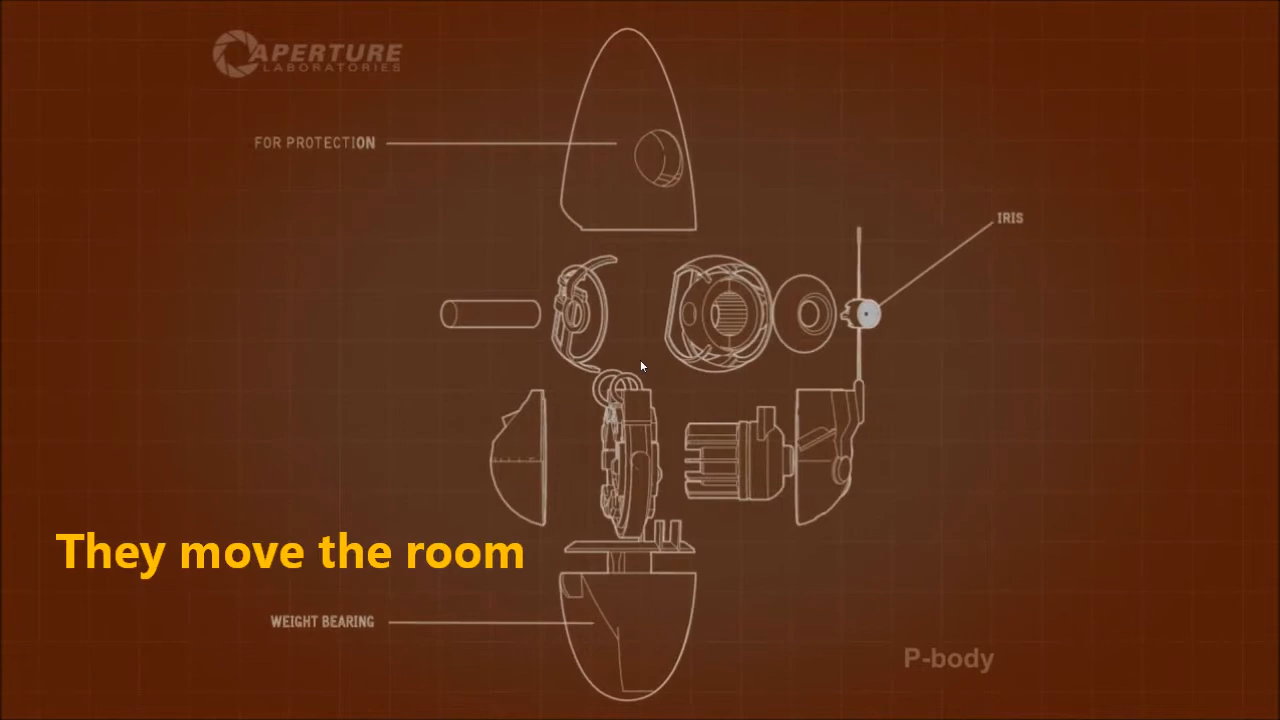 APERTURE
LABORATORIES
FOR PROTECTION
IRIS
They move the room
WEIGHT BEARING
P-body